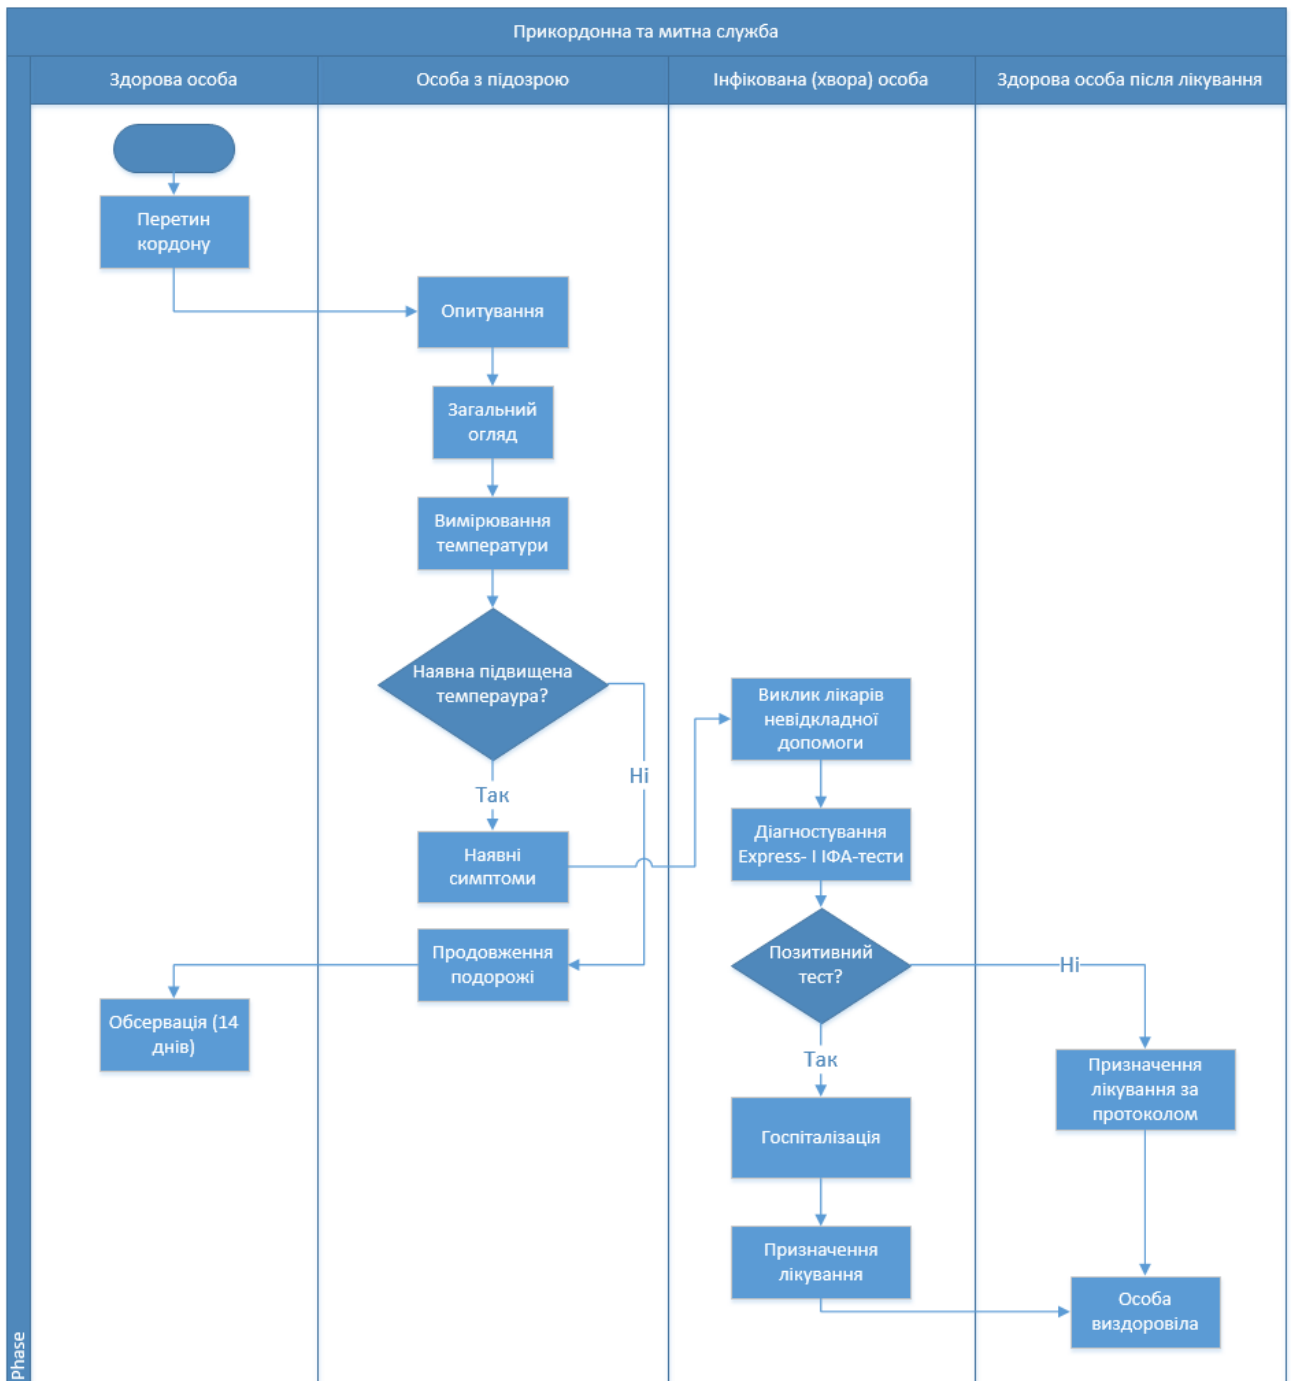 Прикордонна та митна служба
Здорова особа
Особа з підозрою
Інфікована (хвора) особа
Здорова особа після лікування
Перетин
кордону
Опитування
Загальний
огляд
Вимірювання
температури
Наявна підвищена
темпераура?
Так
Ні
Наявні
симптоми
Продовження
подорожі
Обсервація (14
днів)
Виклик лікарів
невідкладної
допомоги
Діагностування
Express- І ІФА-тести
Позитивний
тест?
Ні
Так
Госпіталізація
Призначення
лікування
Призначення
лікування за
протоколом
Особа
виздоровіла
Phase